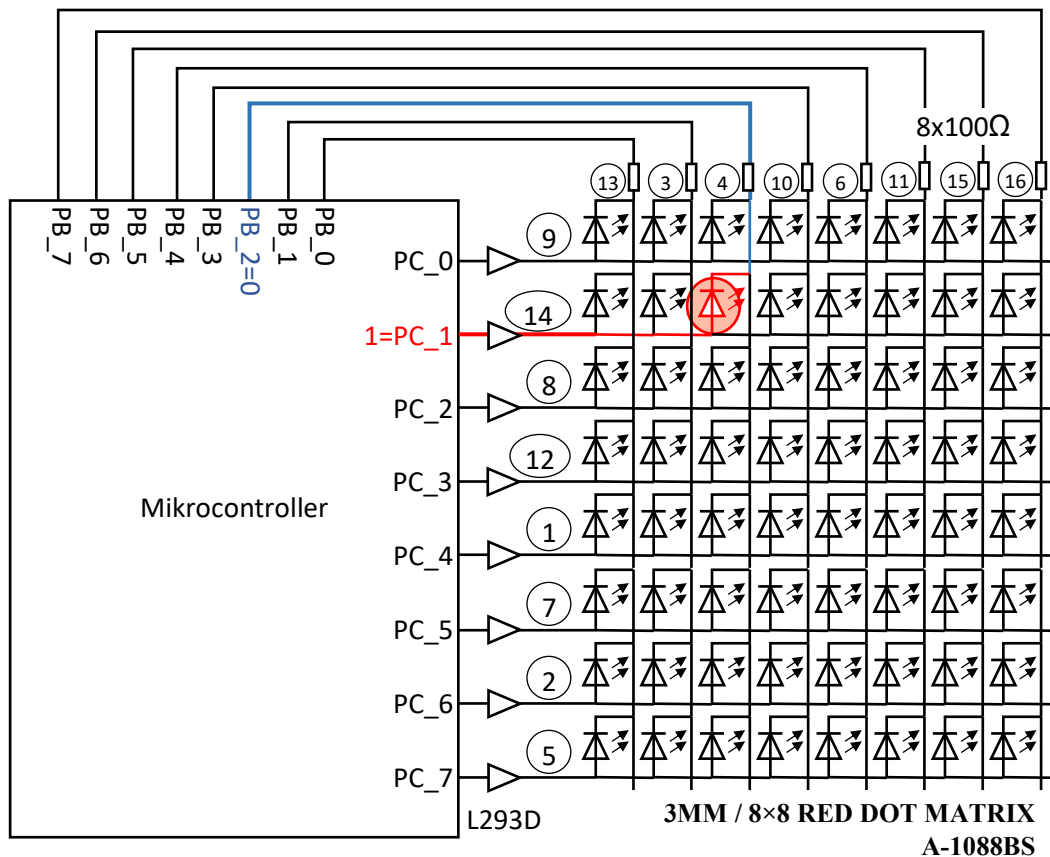 8x100Ω
13 3 4 10 6 11 15 16
PB_7 PB_6 PB_5 PB_4 PB_3 PB_2=0 PB_1 PB_0
9
PC_0
14
1=PC_1
8
PC_2
12
PC_3
Mikrocontroller
1
PC_4
7
PC_5
2
PC_6
5
PC_7
L293D
3MM / 8×8 RED DOT MATRIX
A-1088BS